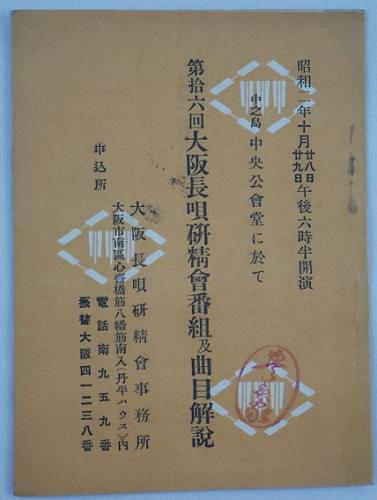 昭和二年十月廿八日廿九日午後六時半開演
中之島中央公會堂に於て
第拾六回大阪長唄研精會番組及曲目解說
申込所
大阪長唄研精會事務所
大阪市南區心齋橋筋八幡筋南入(丹平ハウス)內
電話南九五九番
振替大阪四一二三八番